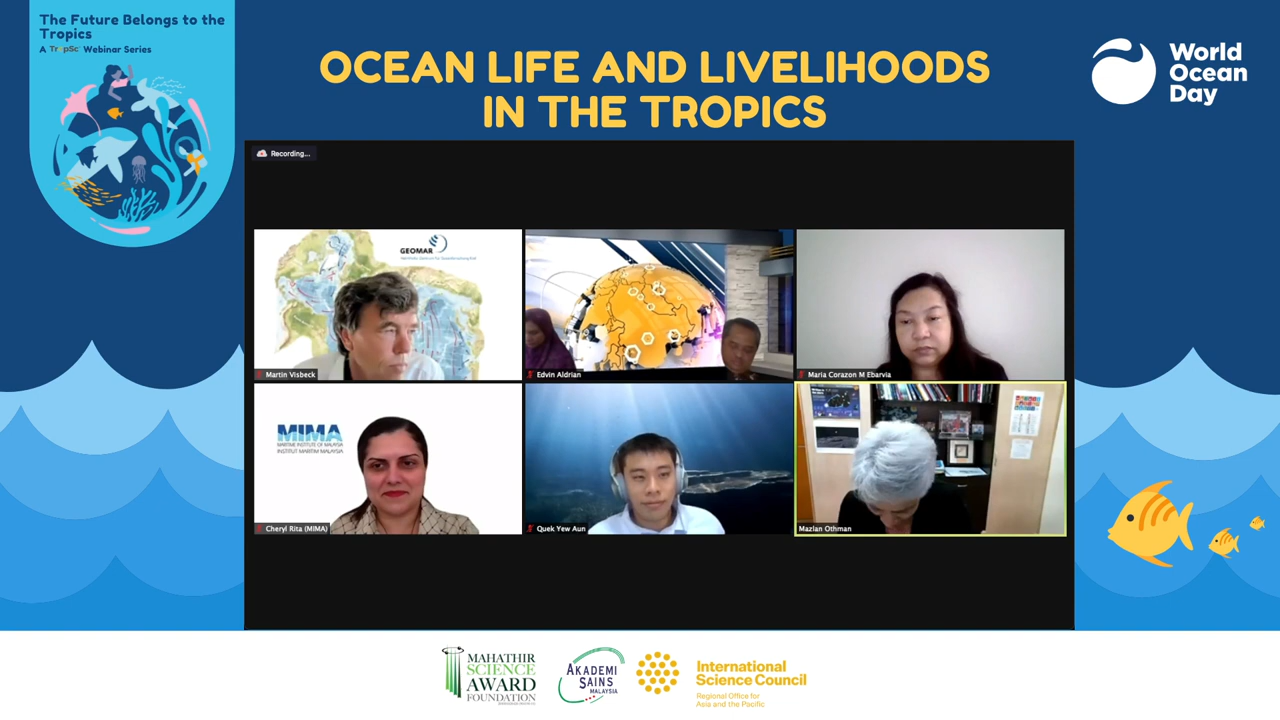 The Future Belongs to the
Tropics
A TropSc Webinar Series
OCEAN LIFE AND LIVELIHOODS
IN THE TROPICS
World
Ocean
Day
Recording...
GEOMAR
Martin Visbeck
Edvin Aldrian
Maria Corazon M Ebarvia
MIMA
MARITIME INSTITUTE OF MALAYSIA
INSTITUT MARITIM MALAYSIA
Cheryl Rita (MIMA)
Quek Yew Aun
Mazlan Othman
MAHATHIR
SCIENCE
AWARD
FOUNDATION
AKADEMI
SAINS
MALAYSIA
International
Science Council
Regional Office for
Asia and the Pacific